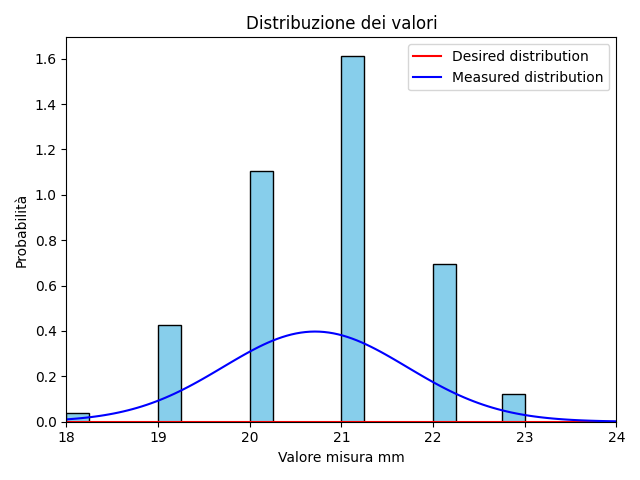 Distribuzione dei valori
Desired distribution
Measured distribution
Probabilità
1.6
1.4
1.2
1.0
0.8
0.6
0.4
0.2
0.0
18 19 20 21 22 23 24
Valore misura mm